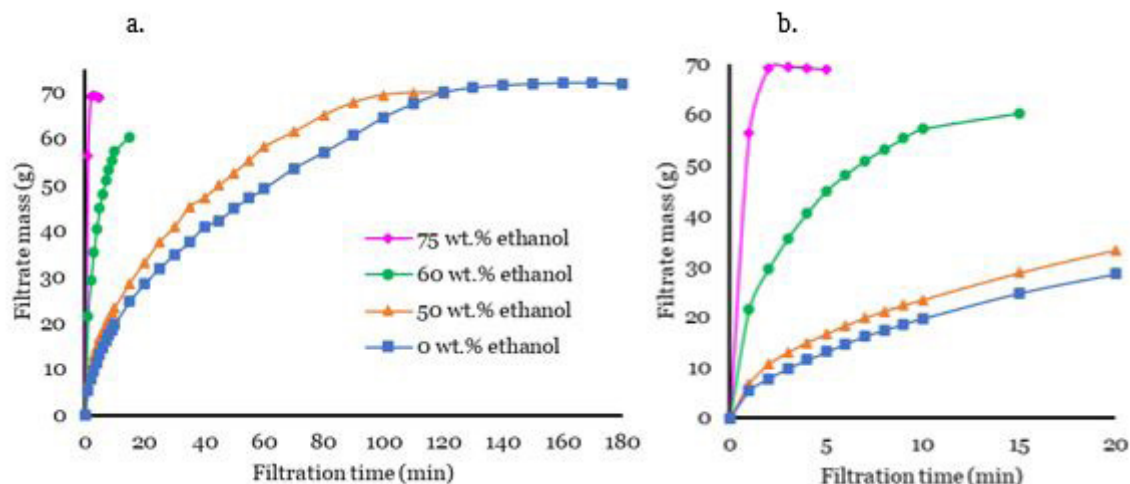 a.
Filtrate mass (g)
70
60
50
40
30
20
10
0
0 20 40 60 80 100 120 140 160 180
Filtration time (min)
75 wt.% ethanol
60 wt.% ethanol
50 wt.% ethanol
0 wt.% ethanol
b.
Filtrate mass (g)
70
60
50
40
30
20
10
0
0 5 10 15 20
Filtration time (min)